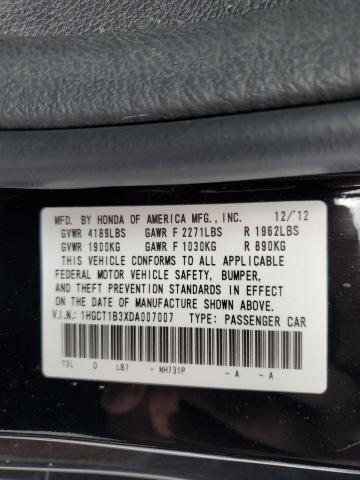 MFD. BY HONDA OF AMERICA MFG., INC. 12/12
GVWR 4189LBS GAWR F 2271LBS R 1962LBS
GVWR 1900KG GAWR F 1030KG R 890KG
THIS VEHICLE CONFORMS TO ALL APPLICABLE
FEDERAL MOTOR VEHICLE SAFETY, BUMPER,
AND THEFT PREVENTION STANDARDS IN EFFECT
ON THE DATE OF MANUFACTURE SHOWN ABOVE.
V.I.N.: 1HGCT1B3XDA007007 TYPE: PASSENGER CAR
TDL D LB7 - NH731P - A - A